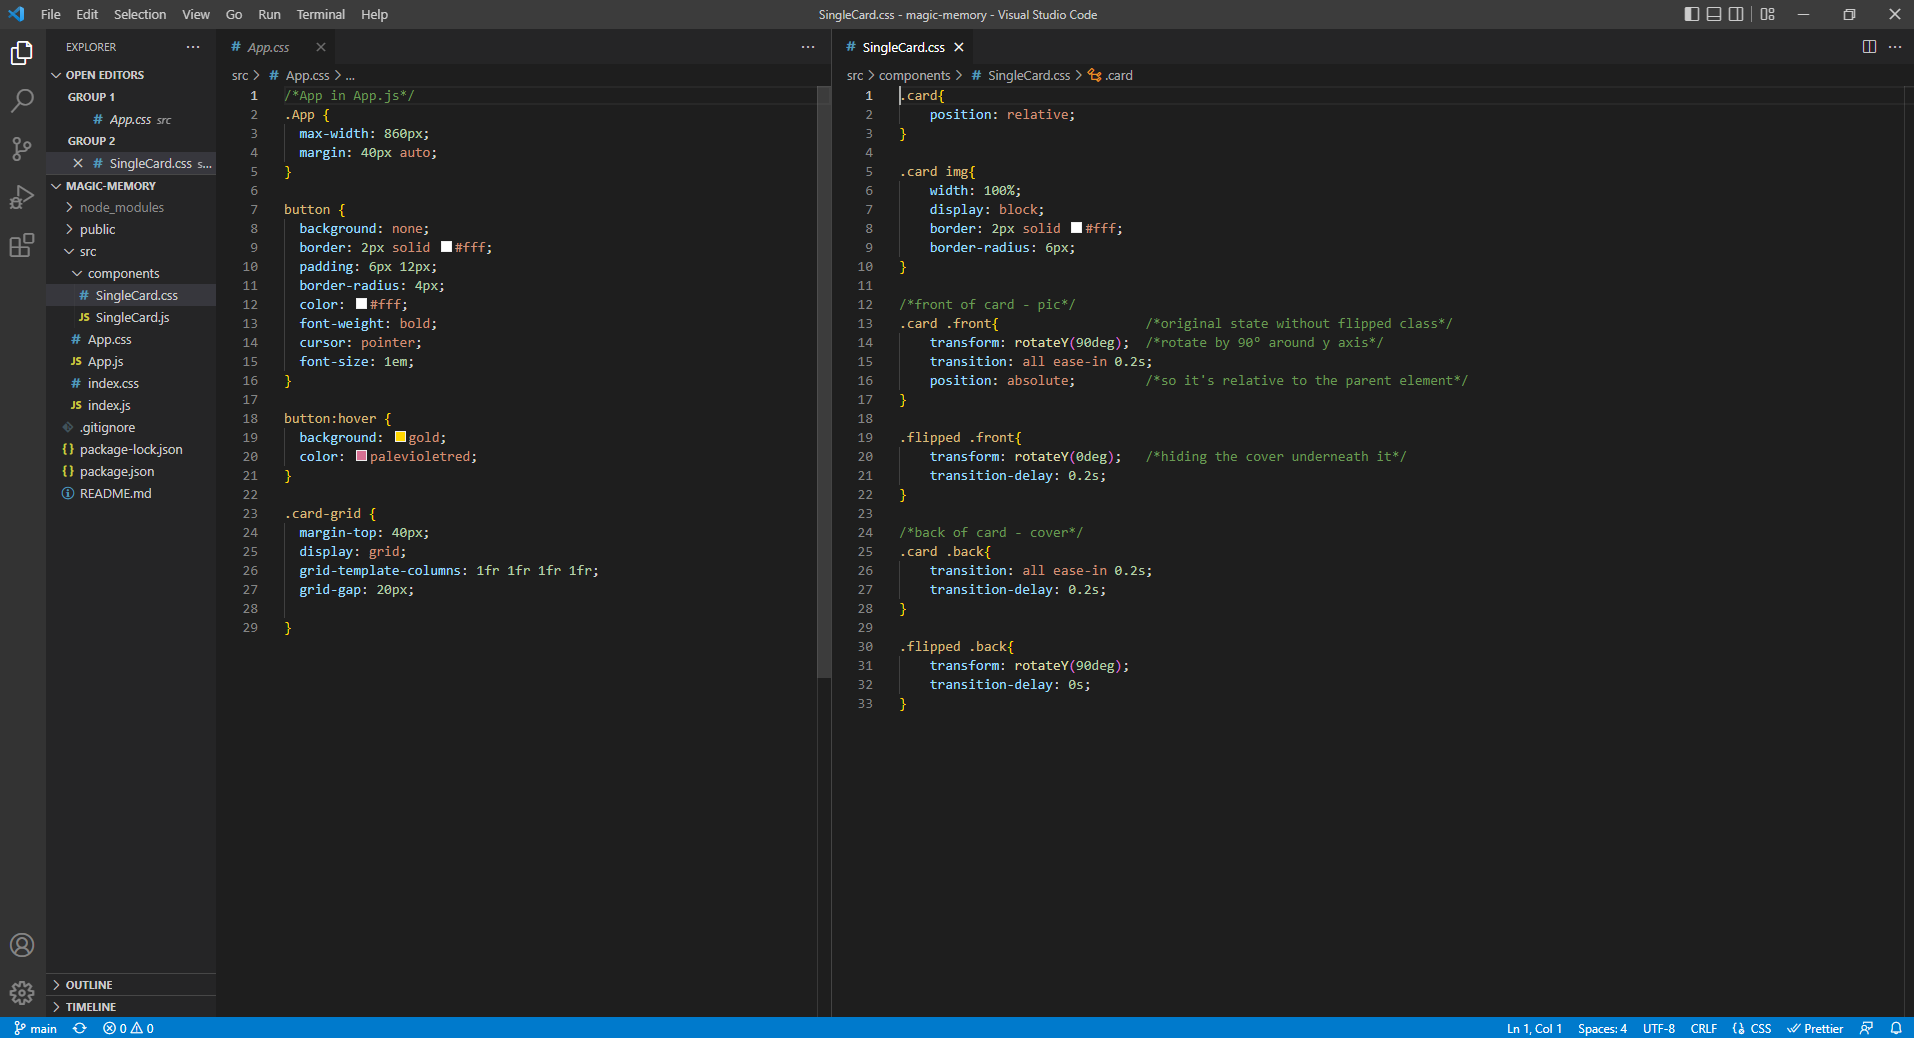 File Edit Selection View Go Run Terminal Help
SingleCard.css - magic-memory - Visual Studio Code
EXPLORER
OPEN EDITORS
GROUP 1
# App.css src
GROUP 2
# SingleCard.css s...
MAGIC-MEMORY
node_modules
public
src
components
# SingleCard.css
JS SingleCard.js
# App.css
JS App.js
# index.css
JS index.js
.gitignore
{} package-lock.json
{} package.json
README.md
OUTLINE
TIMELINE
# App.css
src > # App.css > ...
1 /*App in App.js*/
2 .App {
3 max-width: 860px;
4 margin: 40px auto;
5 }
6
7 button {
8 background: none;
9 border: 2px solid #fff;
10 padding: 6px 12px;
11 border-radius: 4px;
12 color: #fff;
13 font-weight: bold;
14 cursor: pointer;
15 font-size: 1em;
16 }
17
18 button:hover {
19 background: gold;
20 color: palevioletred;
21 }
22
23 .card-grid {
24 margin-top: 40px;
25 display: grid;
26 grid-template-columns: 1fr 1fr 1fr 1fr;
27 grid-gap: 20px;
28
29 }
# SingleCard.css
src > components > # SingleCard.css > .card
1 .card{
2 position: relative;
3 }
4
5 .card img{
6 width: 100%;
7 display: block;
8 border: 2px solid #fff;
9 border-radius: 6px;
10 }
11
12 /*front of card - pic*/
13 .card .front{ /*original state without flipped class*/
14 transform: rotateY(90deg); /*rotate by 90° around y axis*/
15 transition: all ease-in 0.2s;
16 position: absolute; /*so it's relative to the parent element*/
17 }
18
19 .flipped .front{
20 transform: rotateY(0deg); /*hiding the cover underneath it*/
21 transition-delay: 0.2s;
22 }
23
24 /*back of card - cover*/
25 .card .back{
26 transition: all ease-in 0.2s;
27 transition-delay: 0.2s;
28 }
29
30 .flipped .back{
31 transform: rotateY(90deg);
32 transition-delay: 0s;
33 }
main 0 0
Ln 1, Col 1 Spaces: 4 UTF-8 CRLF CSS Prettier